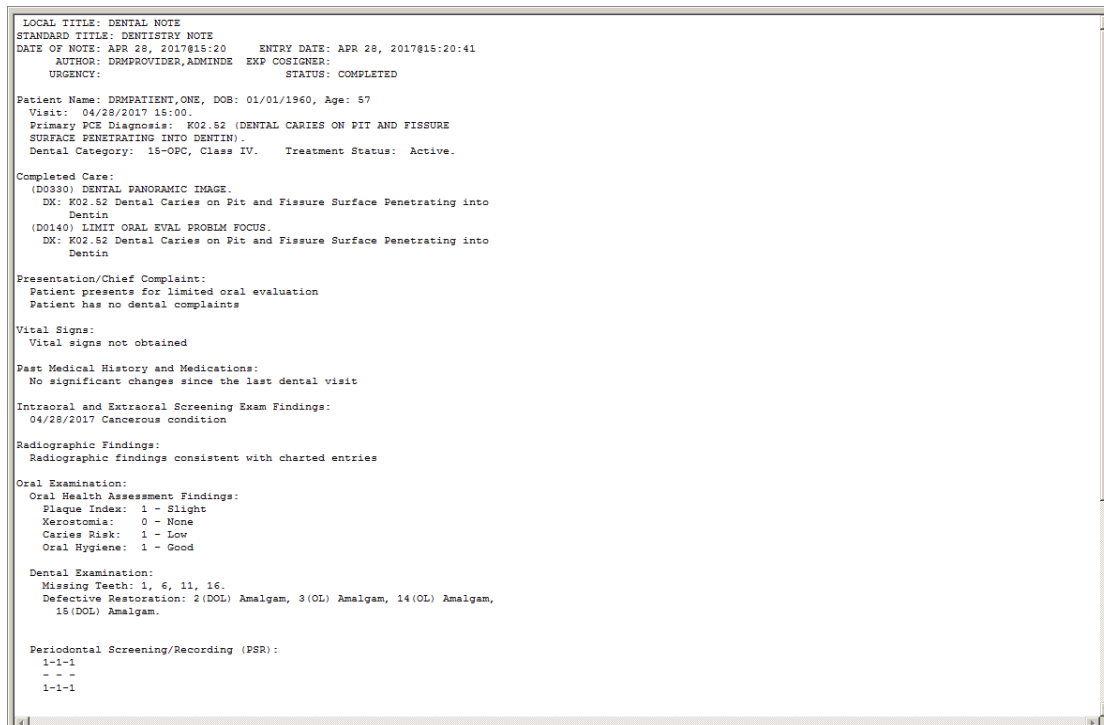 LOCAL TITLE: DENTAL NOTE
STANDARD TITLE: DENTISTRY NOTE
DATE OF NOTE: APR 28, 2017@15:20     ENTRY DATE: APR 28, 2017@15:20:41
AUTHOR: DRMPROVIDER,ADMINDE  EXP COSIGNER:
URGENCY:                            STATUS: COMPLETED
Patient Name: DRMPATIENT,ONE, DOB: 01/01/1960, Age: 57
Visit:  04/28/2017 15:00.
Primary PCE Diagnosis:  K02.52 (DENTAL CARIES ON PIT AND FISSURE
SURFACE PENETRATING INTO DENTIN).
Dental Category:  15-OPC, Class IV.    Treatment Status:  Active.
Completed Care:
(D0330) DENTAL PANORAMIC IMAGE.
DX: K02.52 Dental Caries on Pit and Fissure Surface Penetrating into
Dentin
(D0140) LIMIT ORAL EVAL PROBLM FOCUS.
DX: K02.52 Dental Caries on Pit and Fissure Surface Penetrating into
Dentin
Presentation/Chief Complaint:
Patient presents for limited oral evaluation
Patient has no dental complaints
Vital Signs:
Vital signs not obtained
Past Medical History and Medications:
No significant changes since the last dental visit
Intraoral and Extraoral Screening Exam Findings:
04/28/2017 Cancerous condition
Radiographic Findings:
Radiographic findings consistent with charted entries
Oral Examination:
Oral Health Assessment Findings:
Plaque Index:  1 - Slight
Xerostomia:    0 - None
Caries Risk:   1 - Low
Oral Hygiene:  1 - Good
Dental Examination:
Missing Teeth: 1, 6, 11, 16.
Defective Restoration: 2(DOL) Amalgam, 3(OL) Amalgam, 14(OL) Amalgam,
15(DOL) Amalgam.
Periodontal Screening/Recording (PSR):
1-1-1
- - -
1-1-1